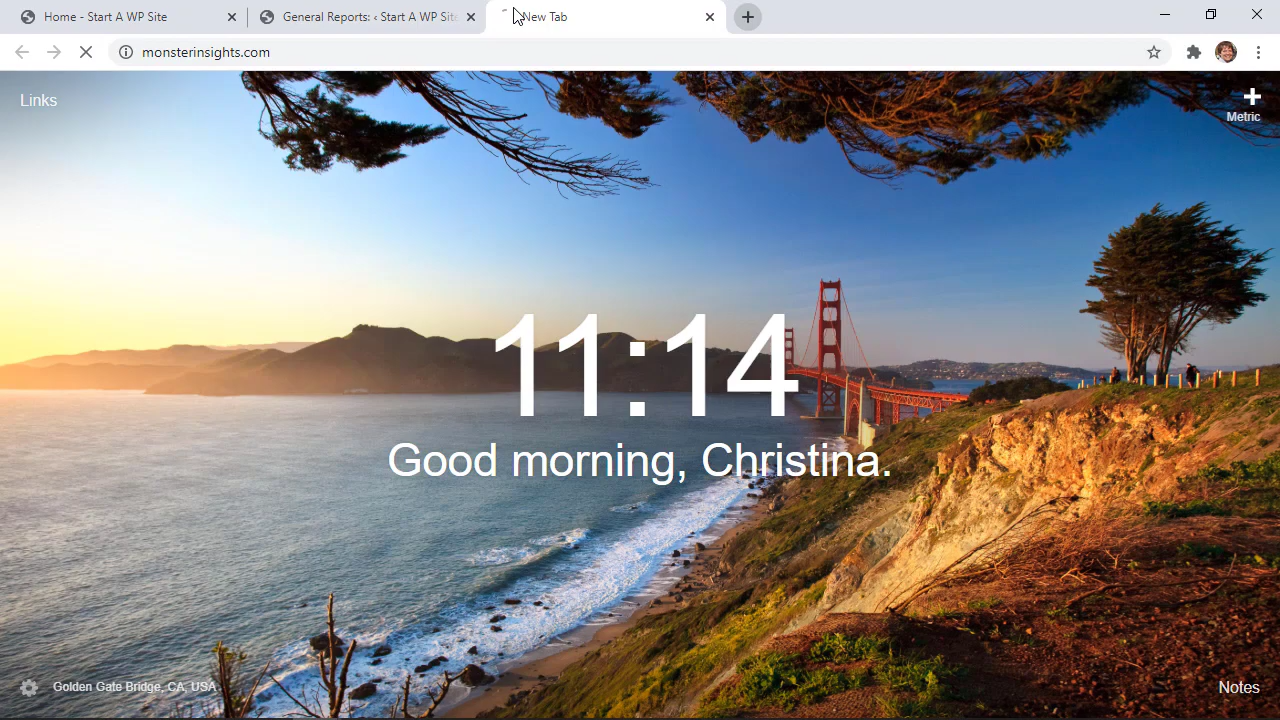 Home - Start A WP Site
General Reports: ‹ Start A WP Site
New Tab
monsterinsights.com
Links
Metric
11:14
Good morning, Christina.
Golden Gate Bridge, CA, USA
Notes